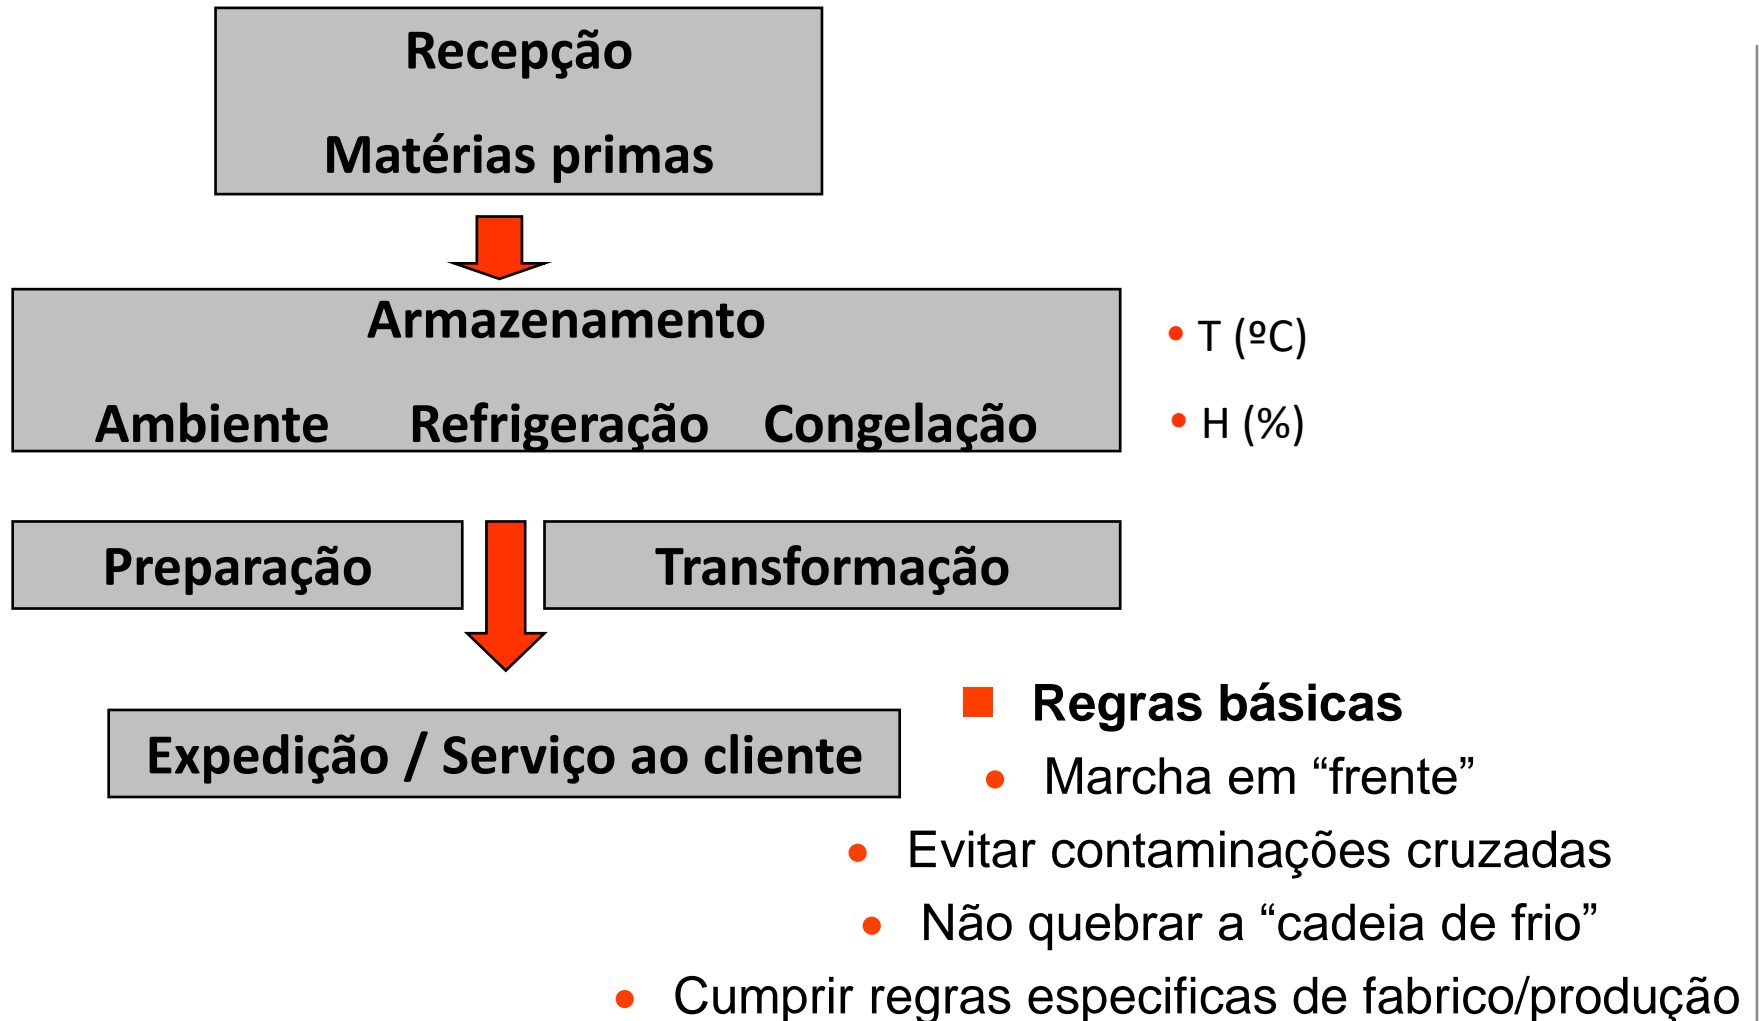 Recepção
Matérias primas
Armazenamento
Ambiente Refrigeração Congelação
• T (ºC)
• H (%)
Preparação
Transformação
Expedição / Serviço ao cliente
■ Regras básicas
• Marcha em “frente”
• Evitar contaminações cruzadas
• Não quebrar a “cadeia de frio”
• Cumprir regras especificas de fabrico/produção